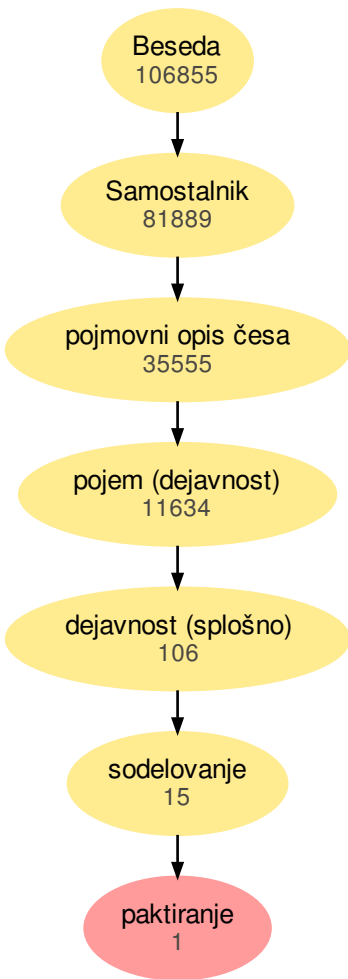 Beseda
106855
Samostalnik
81889
pojmovni opis česa
35555
pojem (dejavnost)
11634
dejavnost (splošno)
106
sodelovanje
15
paktiranje
1